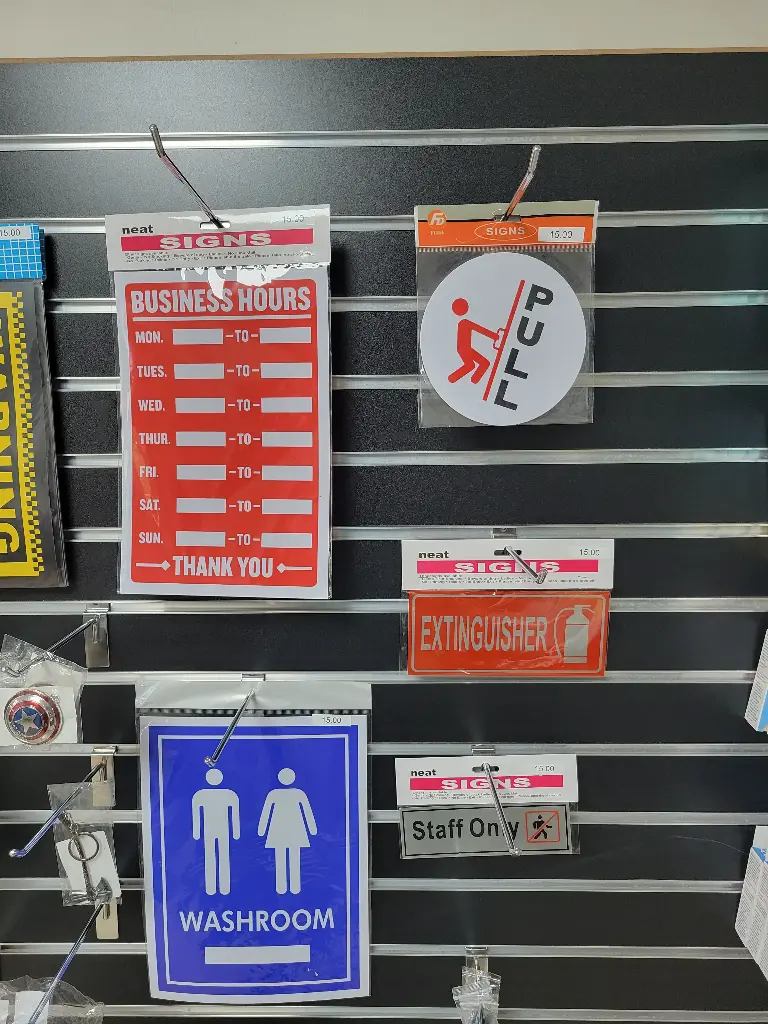 15.00
WARNING
neat
15.00
SIGNS
BUSINESS HOURS
MON. -TO-
TUES. -TO-
WED. -TO-
THUR. -TO-
FRI. -TO-
SAT. -TO-
SUN. -TO-
THANK YOU
FD
SIGNS
15.00
PULL
neat
15.00
SIGNS
EXTINGUISHER
15.00
WASHROOM
neat
15.00
SIGNS
Staff Only